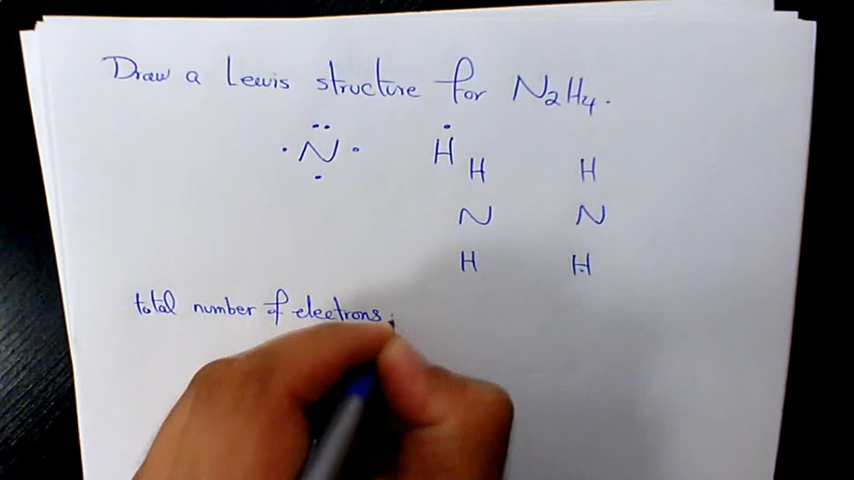 Draw a Lewis structure for N2H4.
N H
H H
N N
H H
total number of electrons: